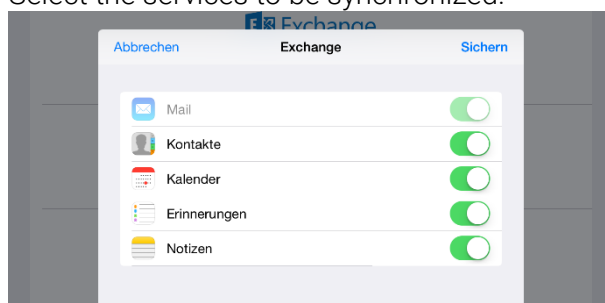 Select the services to be synchronized:
Exchange
Abbrechen Exchange Sichern
Mail
Kontakte
Kalender
Erinnerungen
Notizen